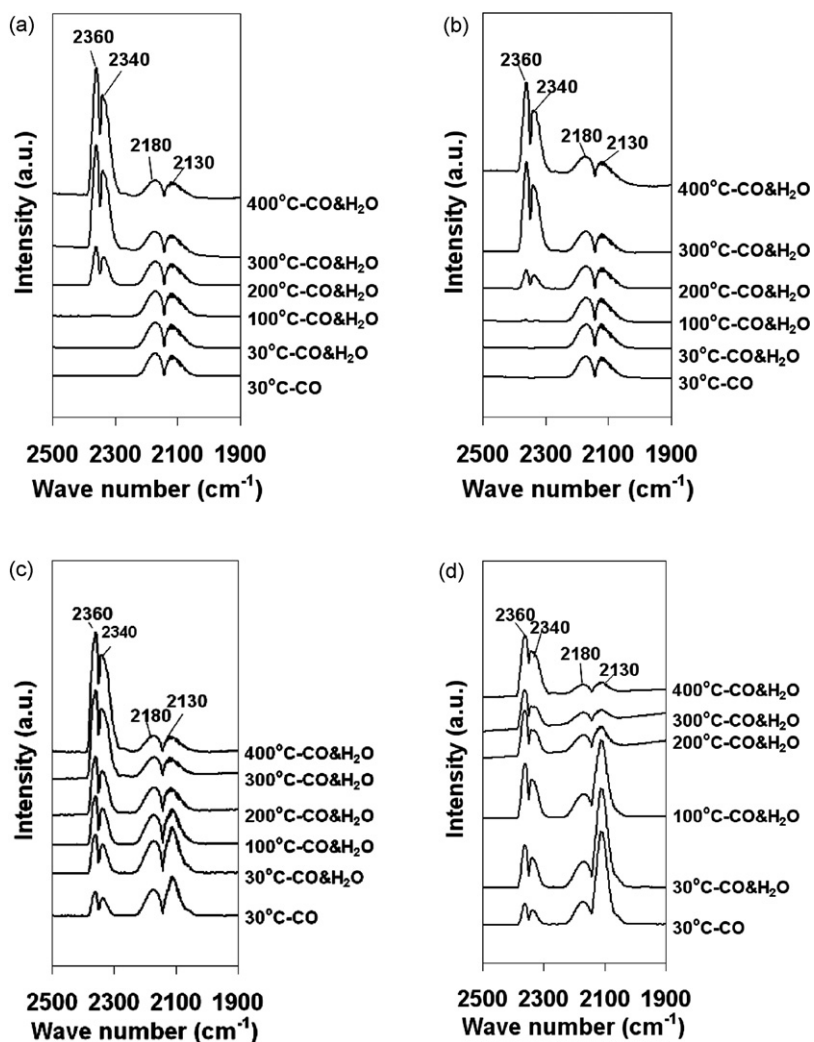 (a)
2360
2340
2180
2130
400°C-CO&H₂O
300°C-CO&H₂O
200°C-CO&H₂O
100°C-CO&H₂O
30°C-CO&H₂O
30°C-CO
Intensity (a.u.)
2500 2300 2100 1900
Wave number (cm⁻¹)
(b)
2360
2340
2180
2130
400°C-CO&H₂O
300°C-CO&H₂O
200°C-CO&H₂O
100°C-CO&H₂O
30°C-CO&H₂O
30°C-CO
Intensity (a.u.)
2500 2300 2100 1900
Wave number (cm⁻¹)
(c)
2360
2340
2180
2130
400°C-CO&H₂O
300°C-CO&H₂O
200°C-CO&H₂O
100°C-CO&H₂O
30°C-CO&H₂O
30°C-CO
Intensity (a.u.)
2500 2300 2100 1900
Wave number (cm⁻¹)
(d)
2360
2340
2180
2130
400°C-CO&H₂O
300°C-CO&H₂O
200°C-CO&H₂O
100°C-CO&H₂O
30°C-CO&H₂O
30°C-CO
Intensity (a.u.)
2500 2300 2100 1900
Wave number (cm⁻¹)